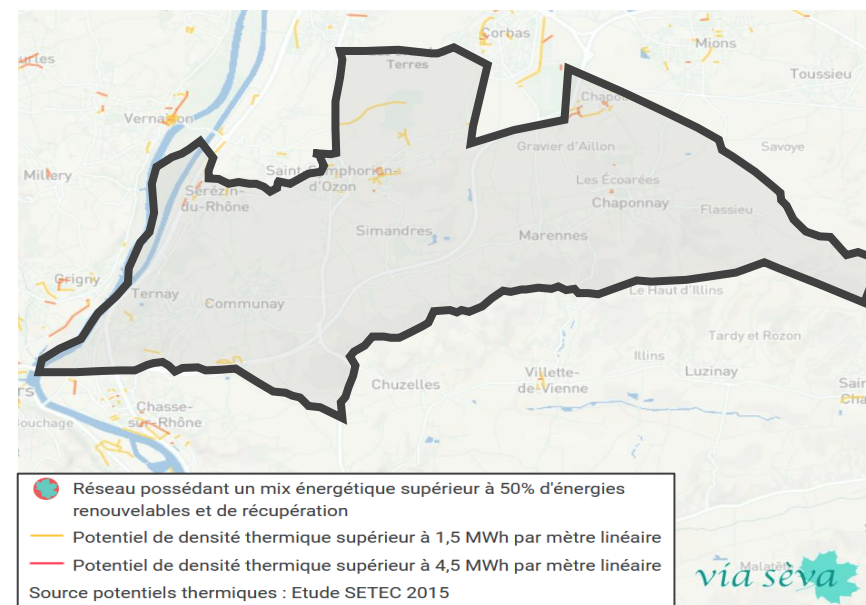 Corbas
Mions
Terres
Toussieu
Chapo
Vernaison
Gravier d'Aillon
Savoye
Millery
Saint-Symphorien-
d'Ozon
Les Écoarées
Sérézin-
du-Rhône
Chaponnay
Flassieu
Simandres
Marennes
Grigny
Ternay
Communay
Le Haut d'Illins
Tardy et Rozon
Illins
Chuzelles
Villette-
de-Vienne
Luzinay
Chasse-
sur-Rhône
Bouchage
Réseau possédant un mix énergétique supérieur à 50% d'énergies
renouvelables et de récupération
Potentiel de densité thermique supérieur à 1,5 MWh par mètre linéaire
Potentiel de densité thermique supérieur à 4,5 MWh par mètre linéaire
Source potentiels thermiques : Etude SETEC 2015
vía sèva